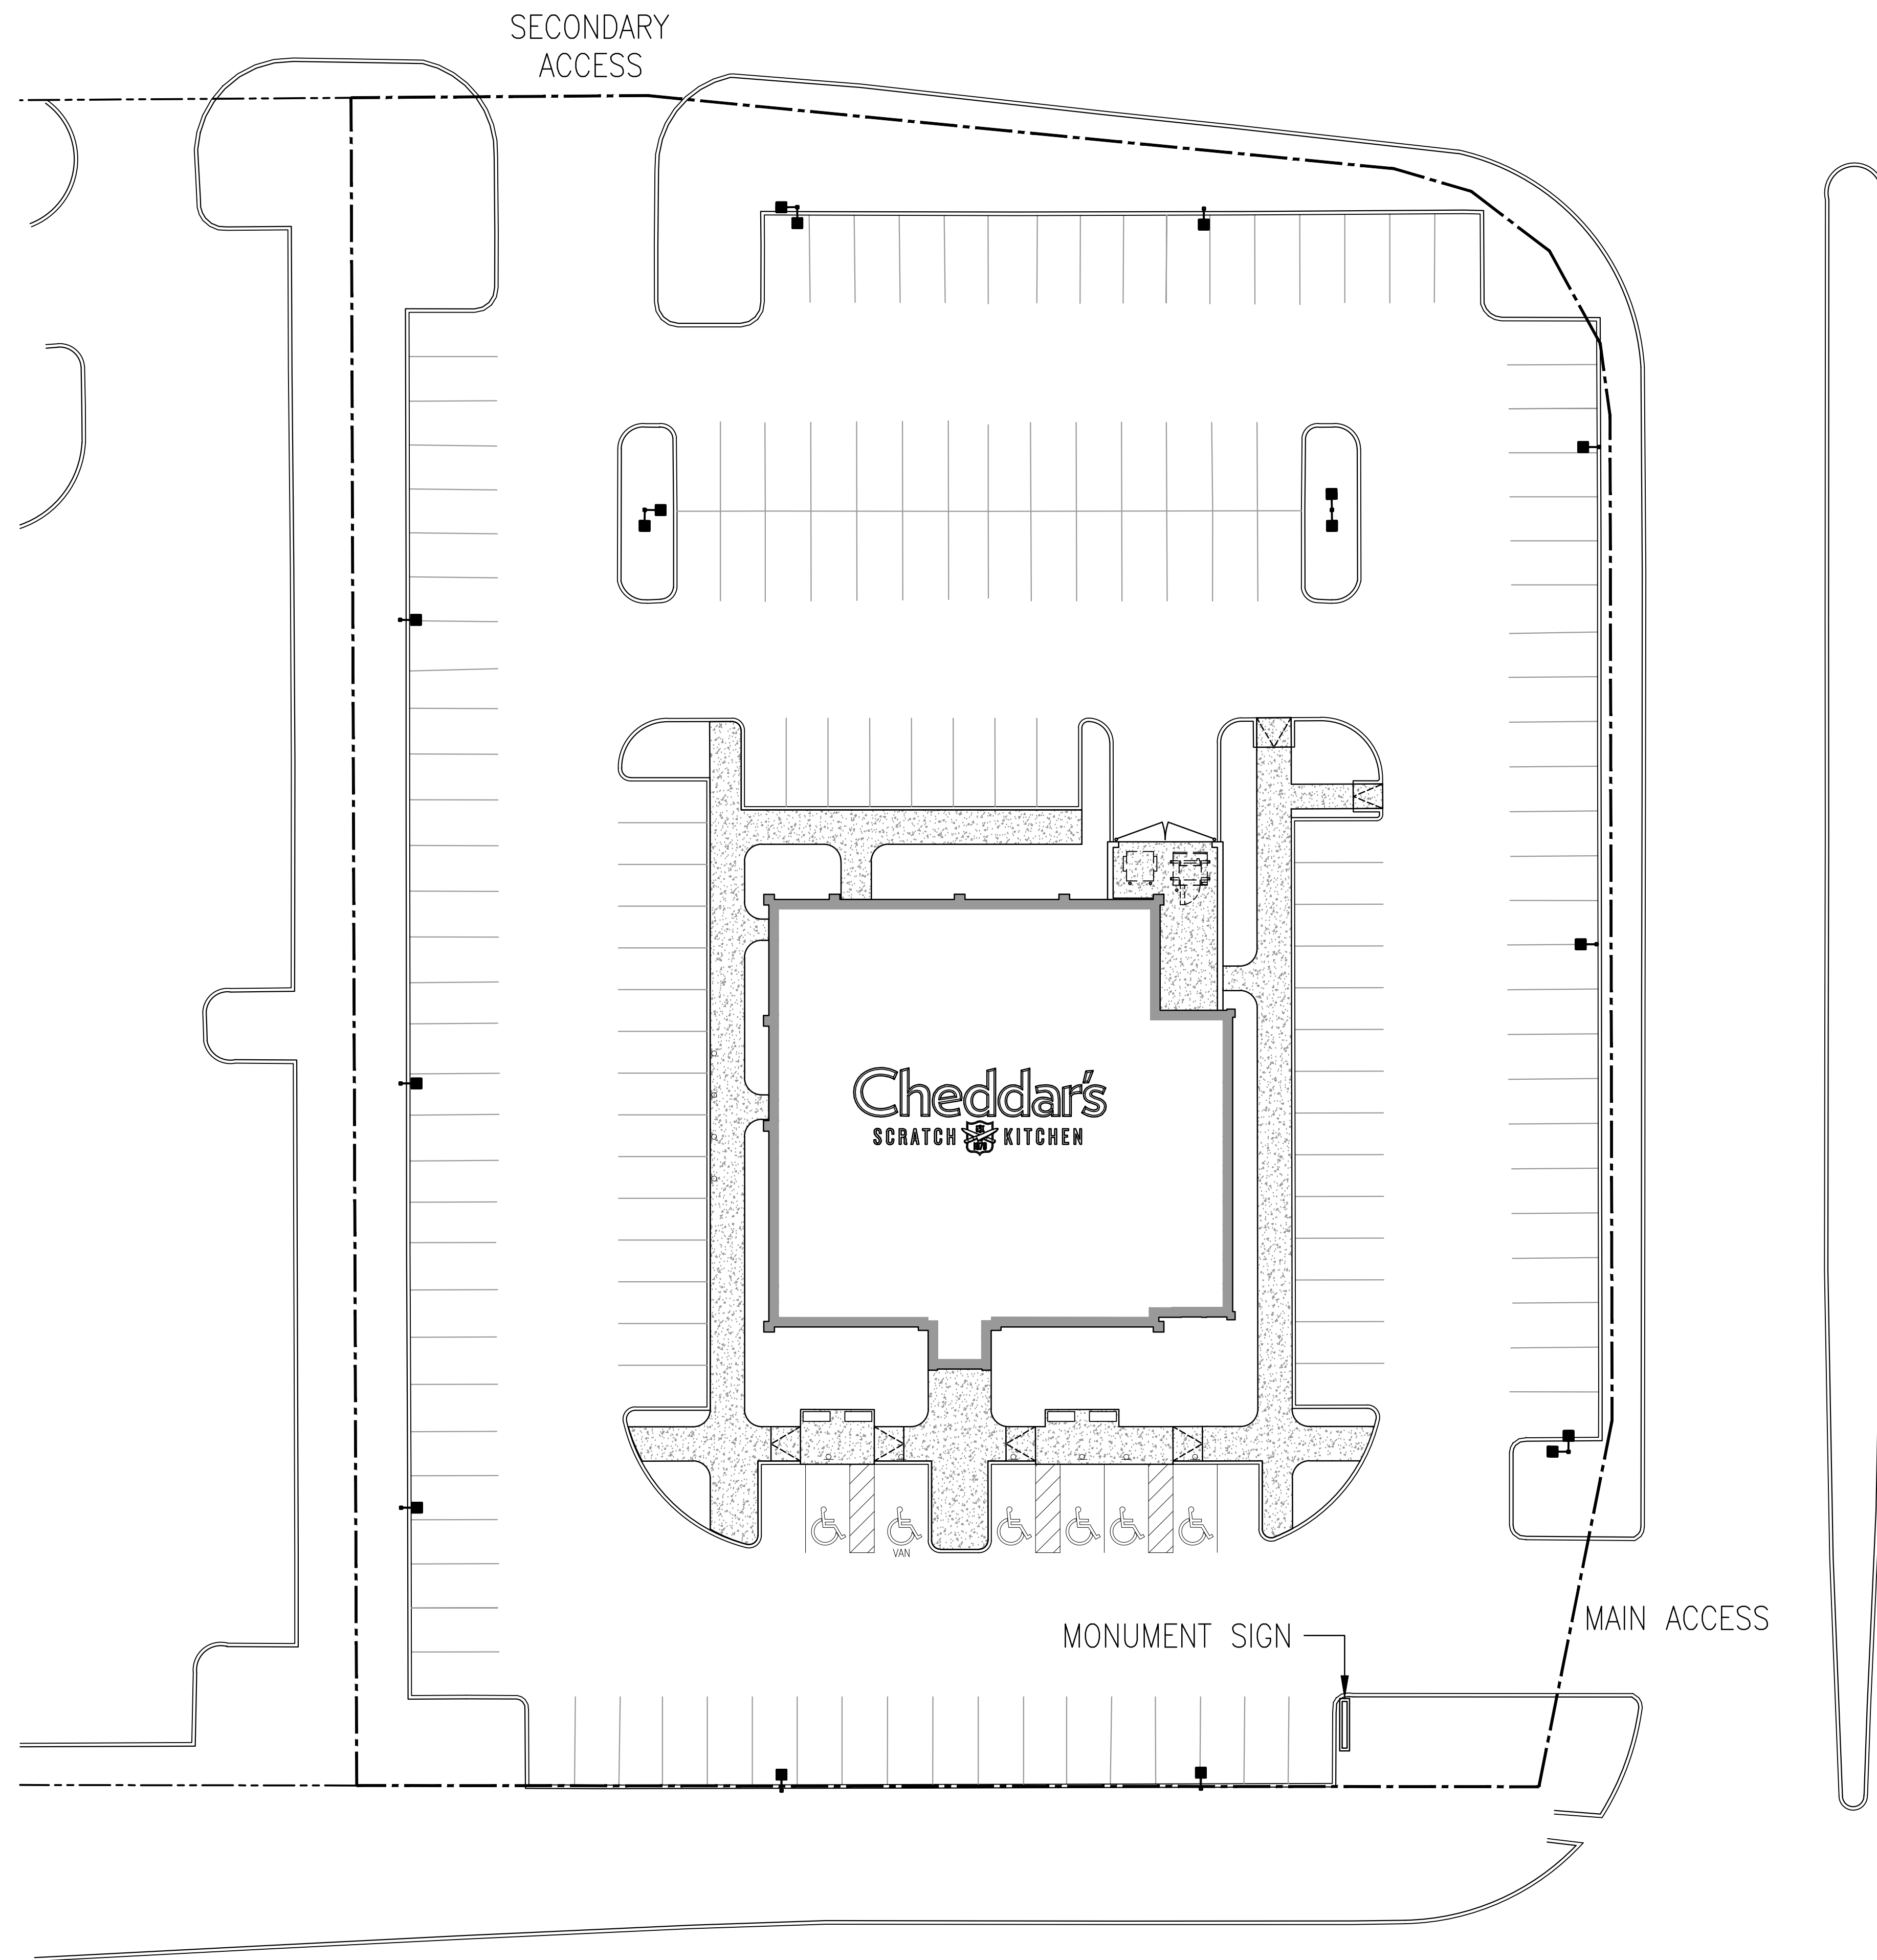 SECONDARY
ACCESS
Cheddar's
SCRATCH KITCHEN
VAN
MONUMENT SIGN
MAIN ACCESS